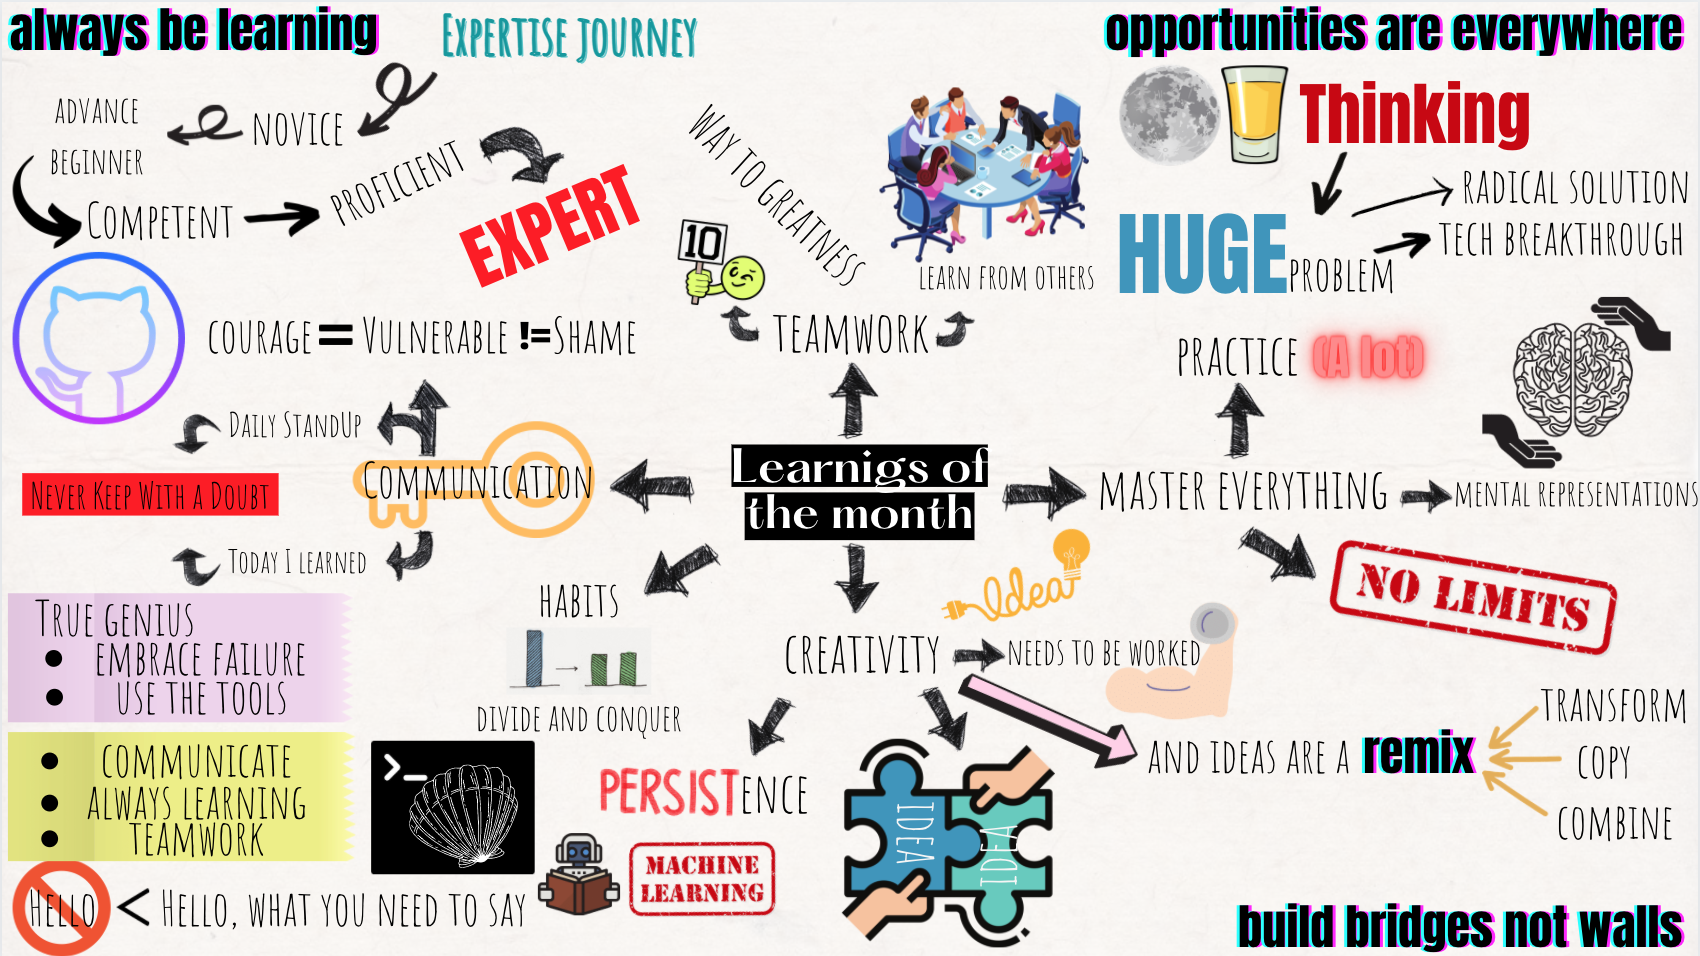 always be learning
Expertise journey
opportunities are everywhere
Thinking
HUGE
PROBLEM
RADICAL SOLUTION
TECH BREAKTHROUGH
NOVICE
ADVANCE
BEGINNER
COMPETENT
PROFICIENT
EXPERT
WAY TO GREATNESS
10
LEARN FROM OTHERS
TEAMWORK
COURAGE = VULNERABLE != SHAME
PRACTICE (A lot)
DAILY STANDUP
COMMUNICATION
NEVER KEEP WITH A DOUBT
TODAY I LEARNED
Learnigs of
the month
MASTER EVERYTHING
MENTAL REPRESENTATIONS
NO LIMITS
HABITS
DIVIDE AND CONQUER
Idea
CREATIVITY
NEEDS TO BE WORKED
AND IDEAS ARE A remix
TRANSFORM
COPY
COMBINE
PERSISTENCE
IDEA
IDEA
TRUE GENIUS
• EMBRACE FAILURE
• USE THE TOOLS
• COMMUNICATE
• ALWAYS LEARNING
• TEAMWORK
>_
MACHINE
LEARNING
HELLO < HELLO, WHAT YOU NEED TO SAY
build bridges not walls